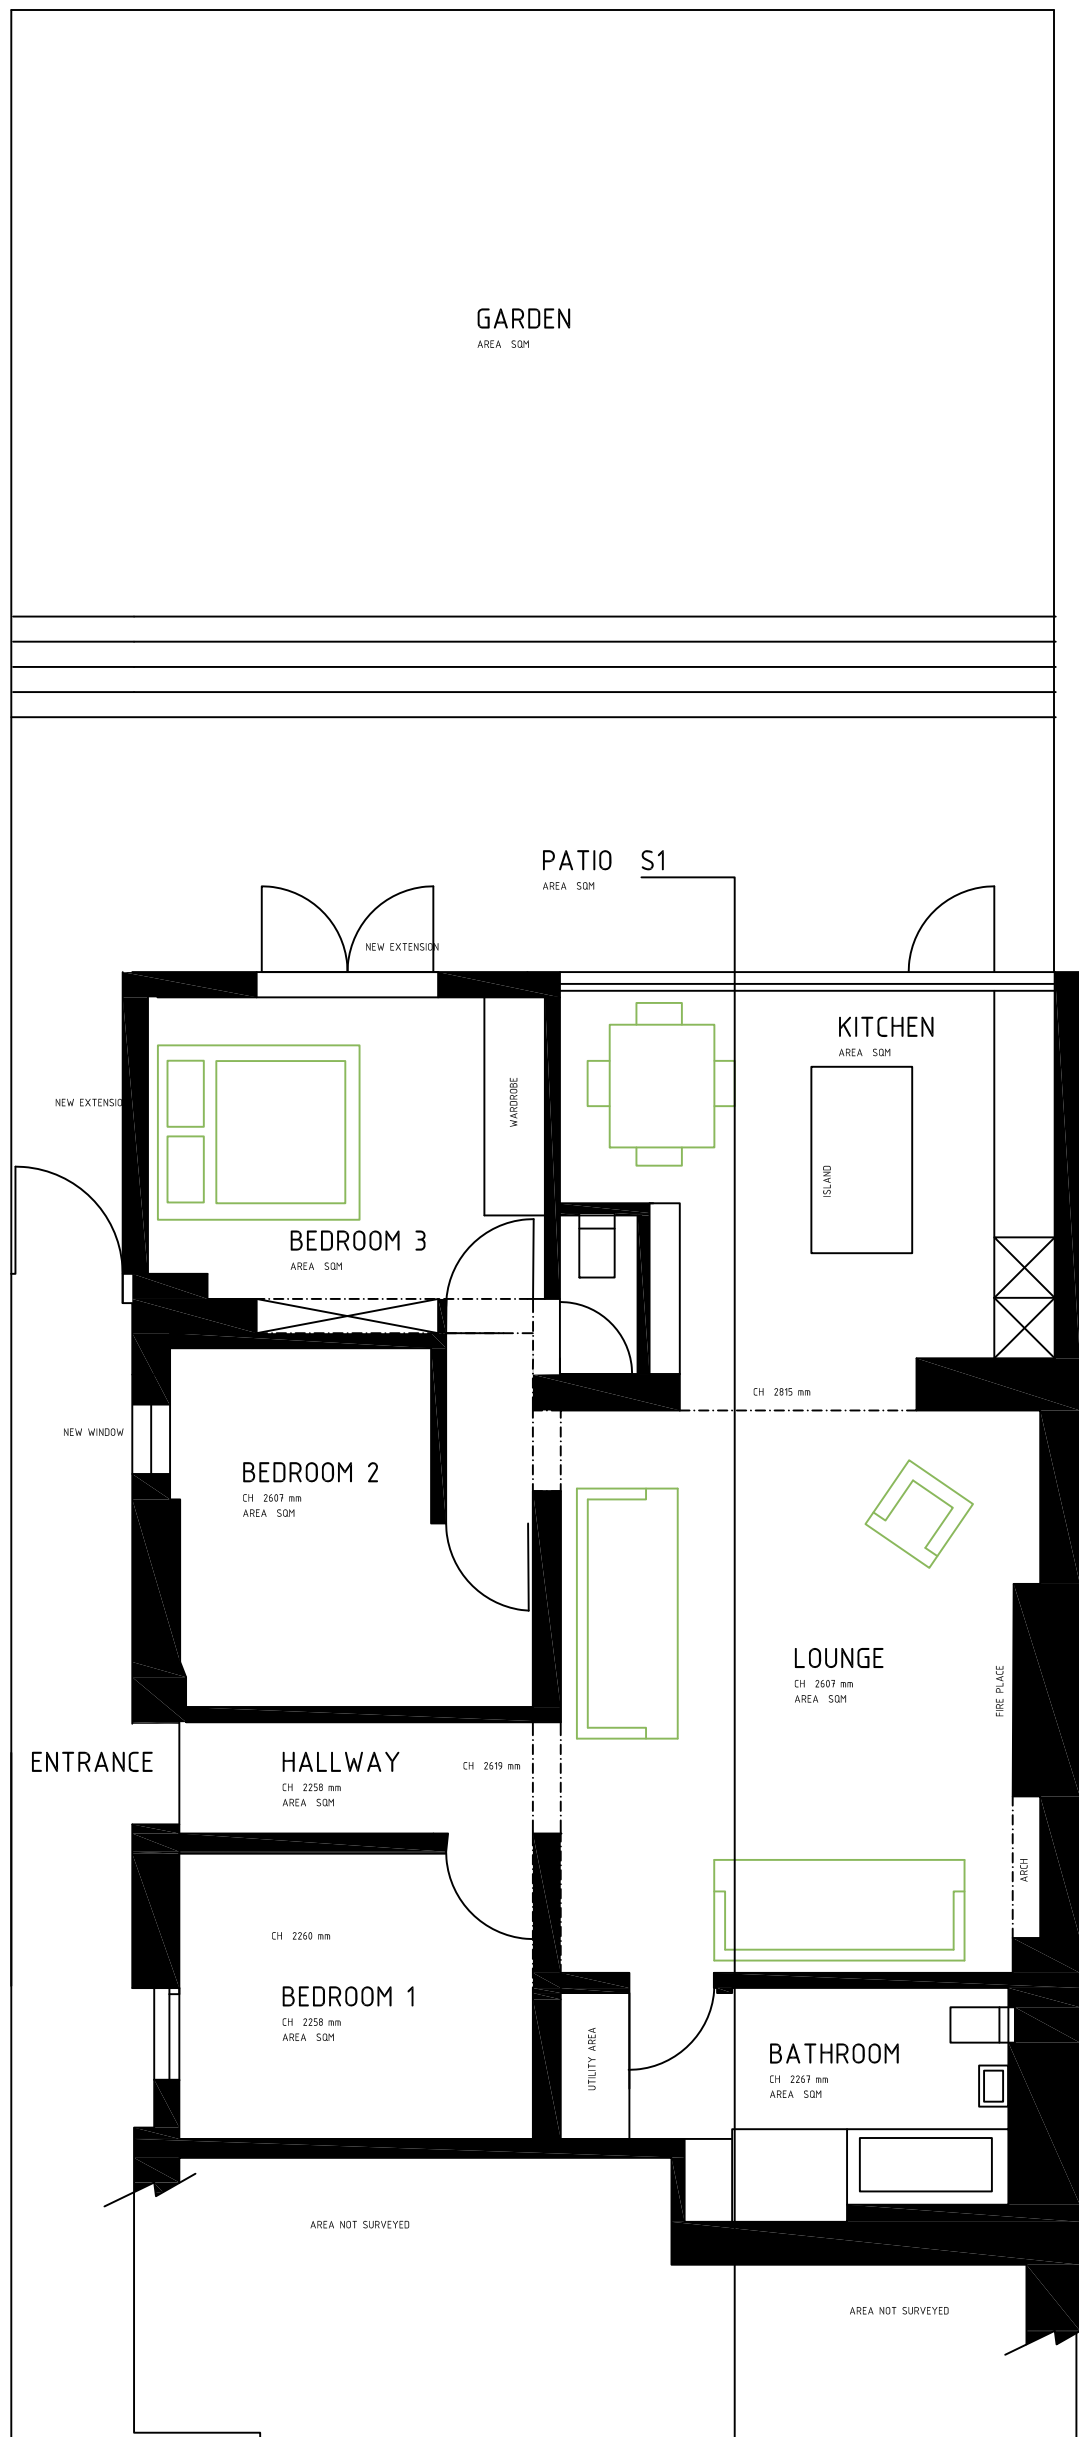 GARDEN
AREA SQM
PATIO S1
AREA SQM
NEW EXTENSION
KITCHEN
AREA SQM
WARDROBE
NEW EXTENSIO
ISLAND
BEDROOM 3
AREA SQM
CH 2815 mm
NEW WINDOW
BEDROOM 2
CH 2607 mm
AREA SQM
LOUNGE
CH 2607 mm
AREA SQM
FIRE PLACE
ENTRANCE
HALLWAY
CH 2619 mm
CH 2258 mm
AREA SQM
ARCH
CH 2260 mm
BEDROOM 1
CH 2258 mm
AREA SQM
UTILITY AREA
BATHROOM
CH 2267 mm
AREA SQM
AREA NOT SURVEYED
AREA NOT SURVEYED